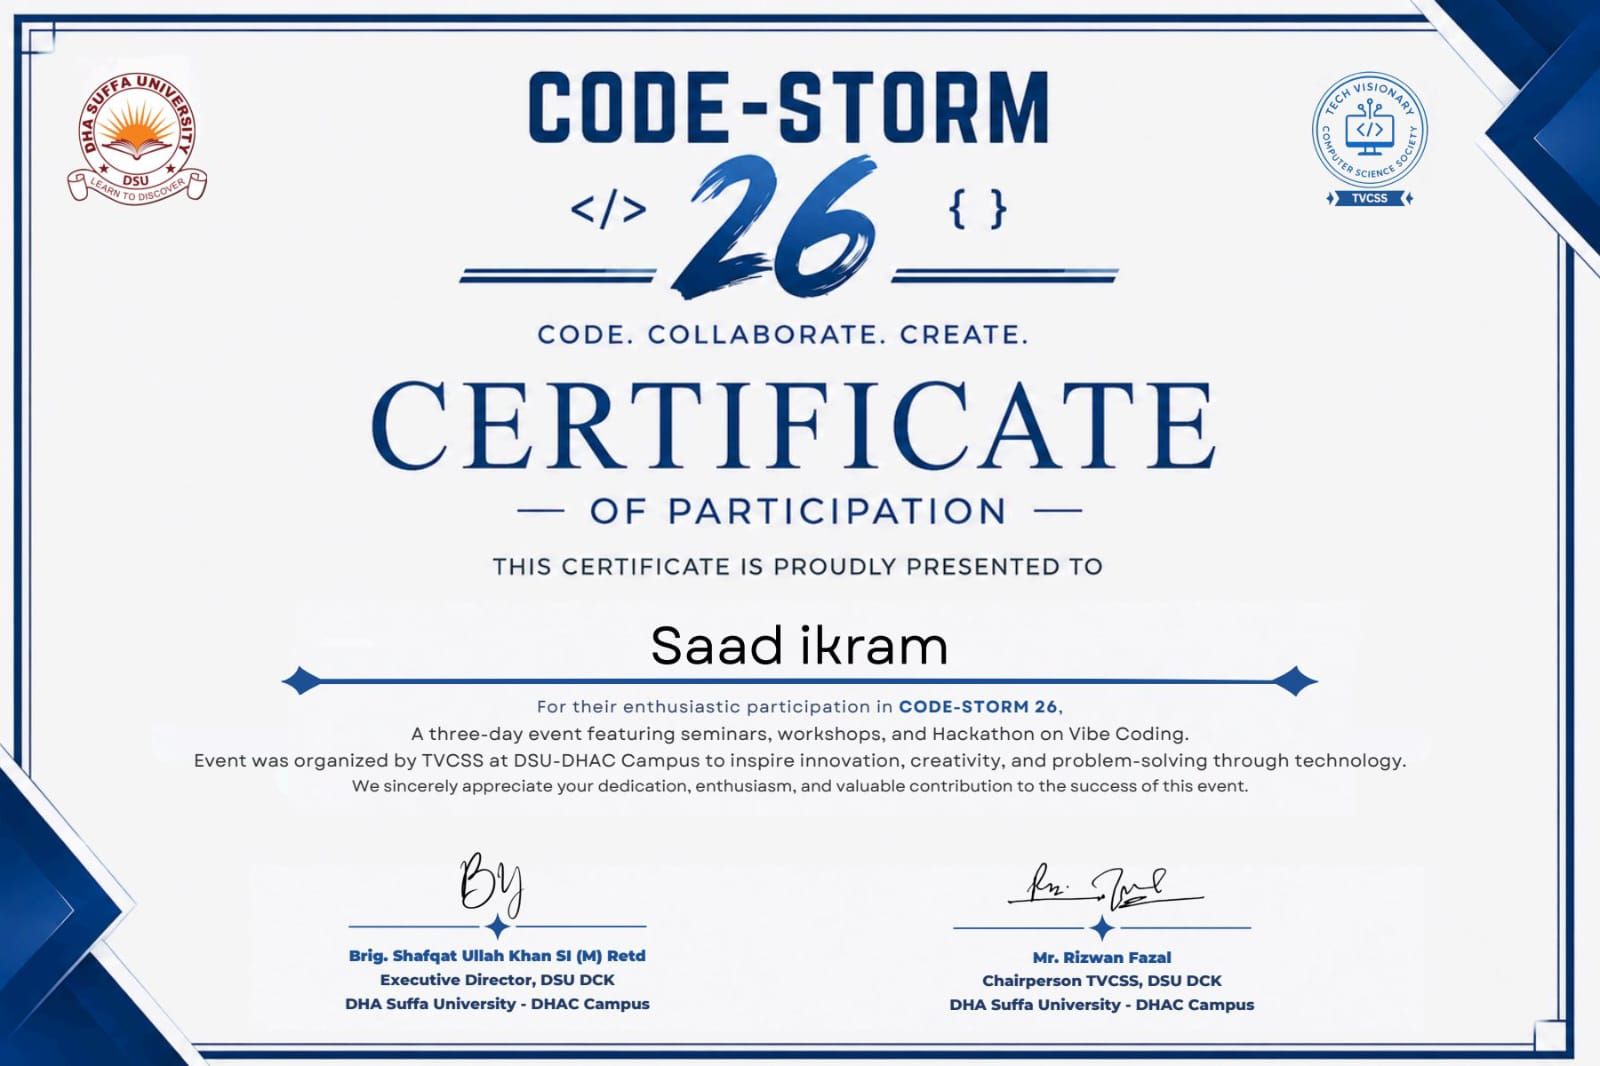 DHA SUFFA UNIVERSITY
DSU
LEARN TO DISCOVER
CODE-STORM
</> 26 { }
TECH VISIONARY
COMPUTER SCIENCE SOCIETY
</>
TVCSS
CODE. COLLABORATE. CREATE.
CERTIFICATE
OF PARTICIPATION
THIS CERTIFICATE IS PROUDLY PRESENTED TO
Saad ikram
For their enthusiastic participation in CODE-STORM 26,
A three-day event featuring seminars, workshops, and Hackathon on Vibe Coding.
Event was organized by TVCSS at DSU-DHAC Campus to inspire innovation, creativity, and problem-solving through technology.
We sincerely appreciate your dedication, enthusiasm, and valuable contribution to the success of this event.
By
Brig. Shafqat Ullah Khan SI (M) Retd
Executive Director, DSU DCK
DHA Suffa University - DHAC Campus
Mr. Rizwan Fazal
Chairperson TVCSS, DSU DCK
DHA Suffa University - DHAC Campus